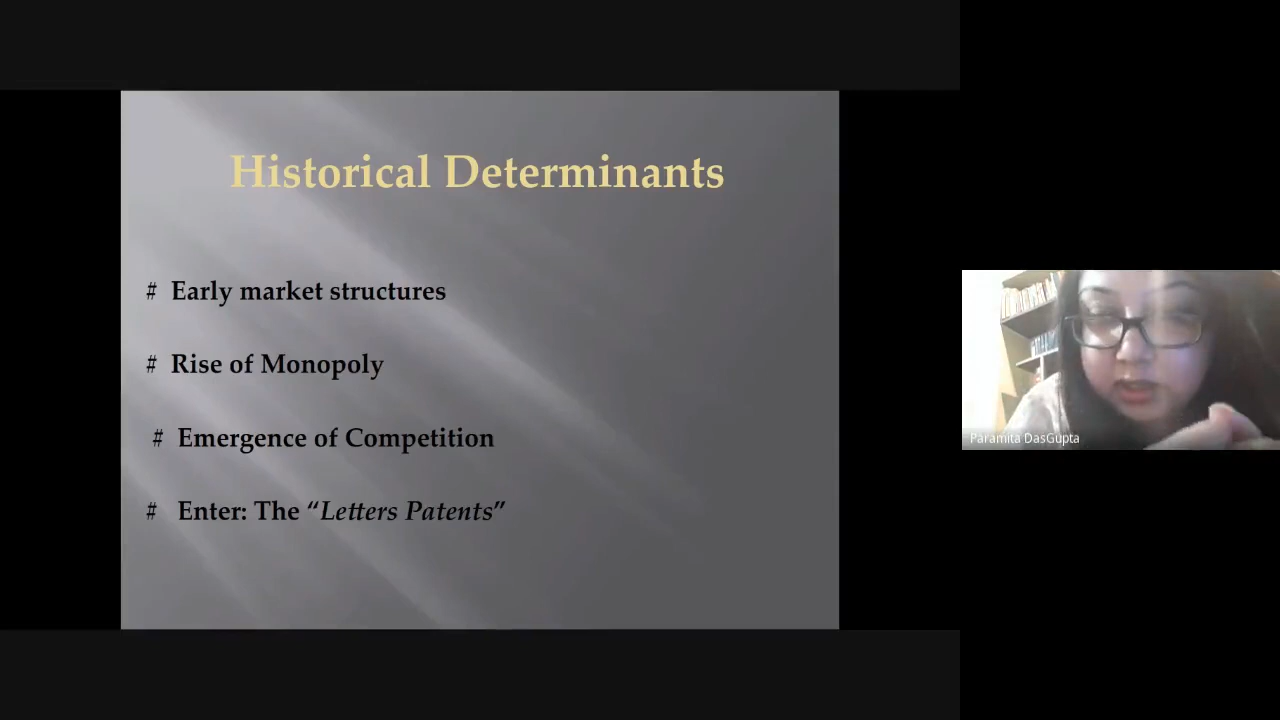 Historical Determinants
# Early market structures
# Rise of Monopoly
# Emergence of Competition
# Enter: The “Letters Patents”
Paramita DasGupta